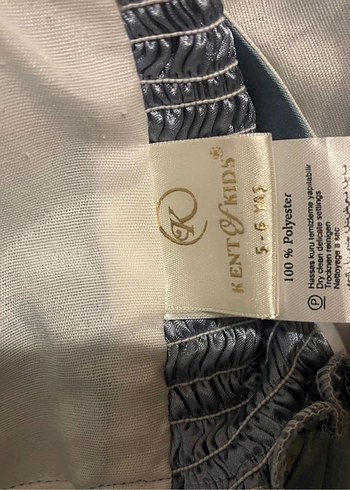 K
KENT Of KIDS®
5 - 6 YRS
100 % Polyester
P
Hassas kuru temizleme yapılabilir
Dry clean delicate settings
Trocknen reinigen
Nettoyage a sec